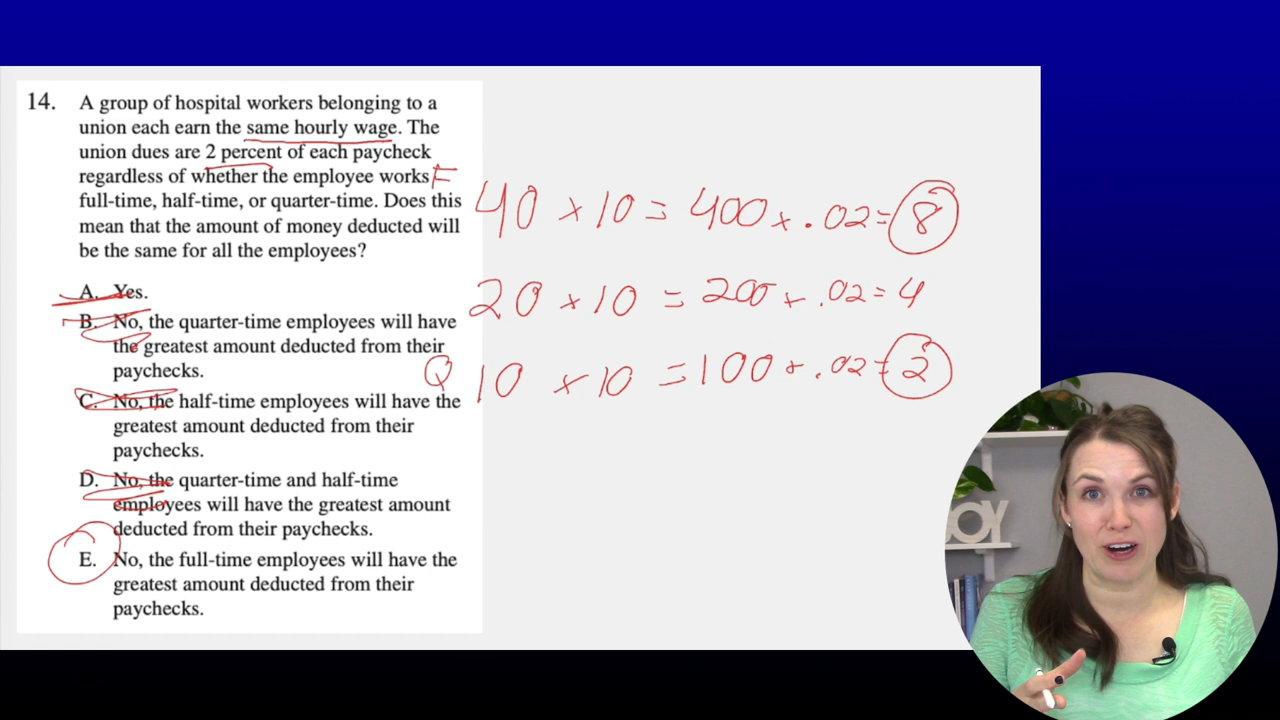 14. A group of hospital workers belonging to a
union each earn the same hourly wage. The
union dues are 2 percent of each paycheck
regardless of whether the employee works
full-time, half-time, or quarter-time. Does this
mean that the amount of money deducted will
be the same for all the employees?
A. Yes.
B. No, the quarter-time employees will have
the greatest amount deducted from their
paychecks.
C. No, the half-time employees will have the
greatest amount deducted from their
paychecks.
D. No, the quarter-time and half-time
employees will have the greatest amount
deducted from their paychecks.
E. No, the full-time employees will have the
greatest amount deducted from their
paychecks.
F
40 × 10 = 400 × .02 = 8
20 × 10 = 200 × .02 = 4
Q 10 × 10 = 100 × .02 = 2
OY